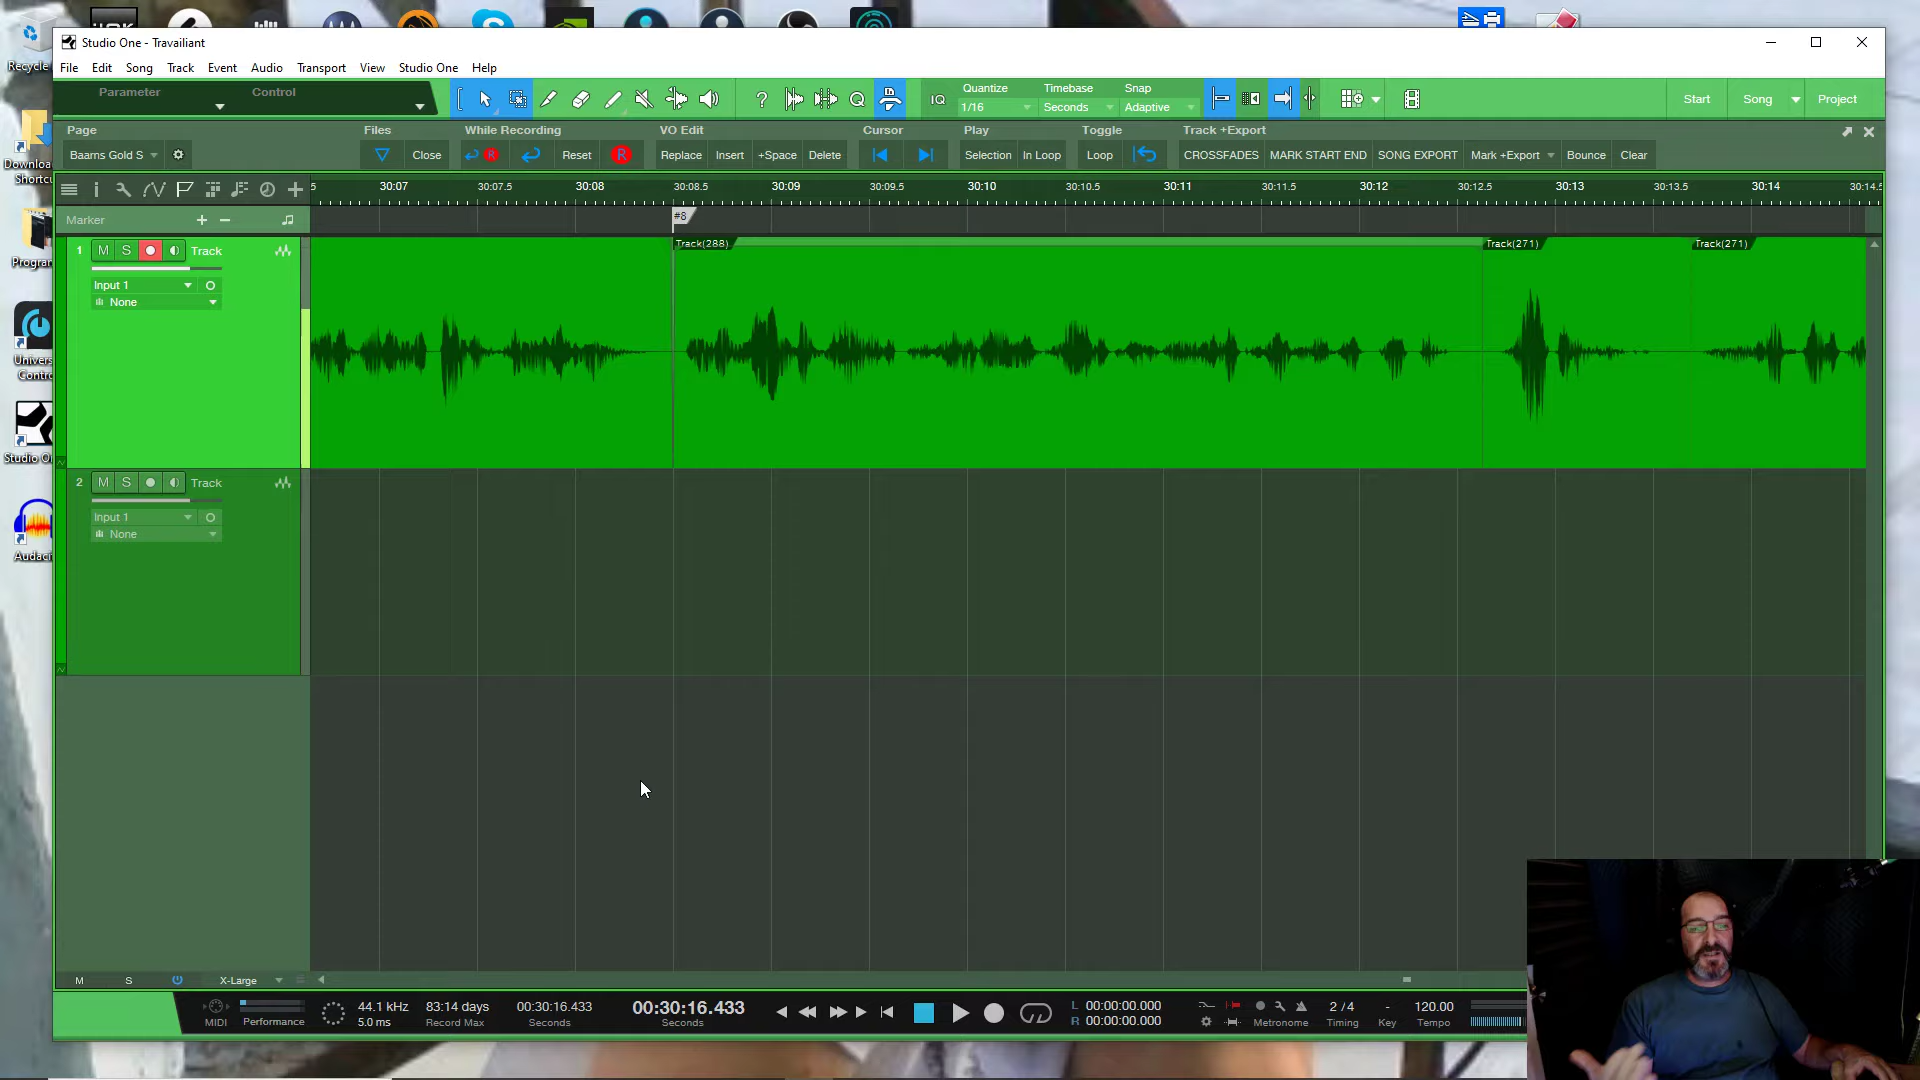 Studio One - Travailiant
Recycle
File Edit Song Track Event Audio Transport View Studio One Help
Parameter Control
Quantize Timebase Snap
1/16 Seconds Adaptive
IQ
Start Song Project
Page Files While Recording VO Edit Cursor Play Toggle Track +Export
Baarns Gold S Close R Reset R Replace Insert +Space Delete Selection In Loop Loop CROSSFADES MARK START END SONG EXPORT Mark +Export Bounce Clear
5 30:07 30:07.5 30:08 30:08.5 30:09 30:09.5 30:10 30:10.5 30:11 30:11.5 30:12 30:12.5 30:13 30:13.5 30:14 30:14.5
Marker + −
#8
1 M S Track
Track(288) Track(271) Track(271)
Input 1
None
2 M S Track
Input 1
None
Studio O
M S X-Large
MIDI Performance
44.1 kHz
5.0 ms
83:14 days
Record Max
00:30:16.433
Seconds
00:30:16.433
Seconds
L 00:00:00.000
R 00:00:00.000
Metronome
2 / 4
Timing
-
Key
120.00
Tempo